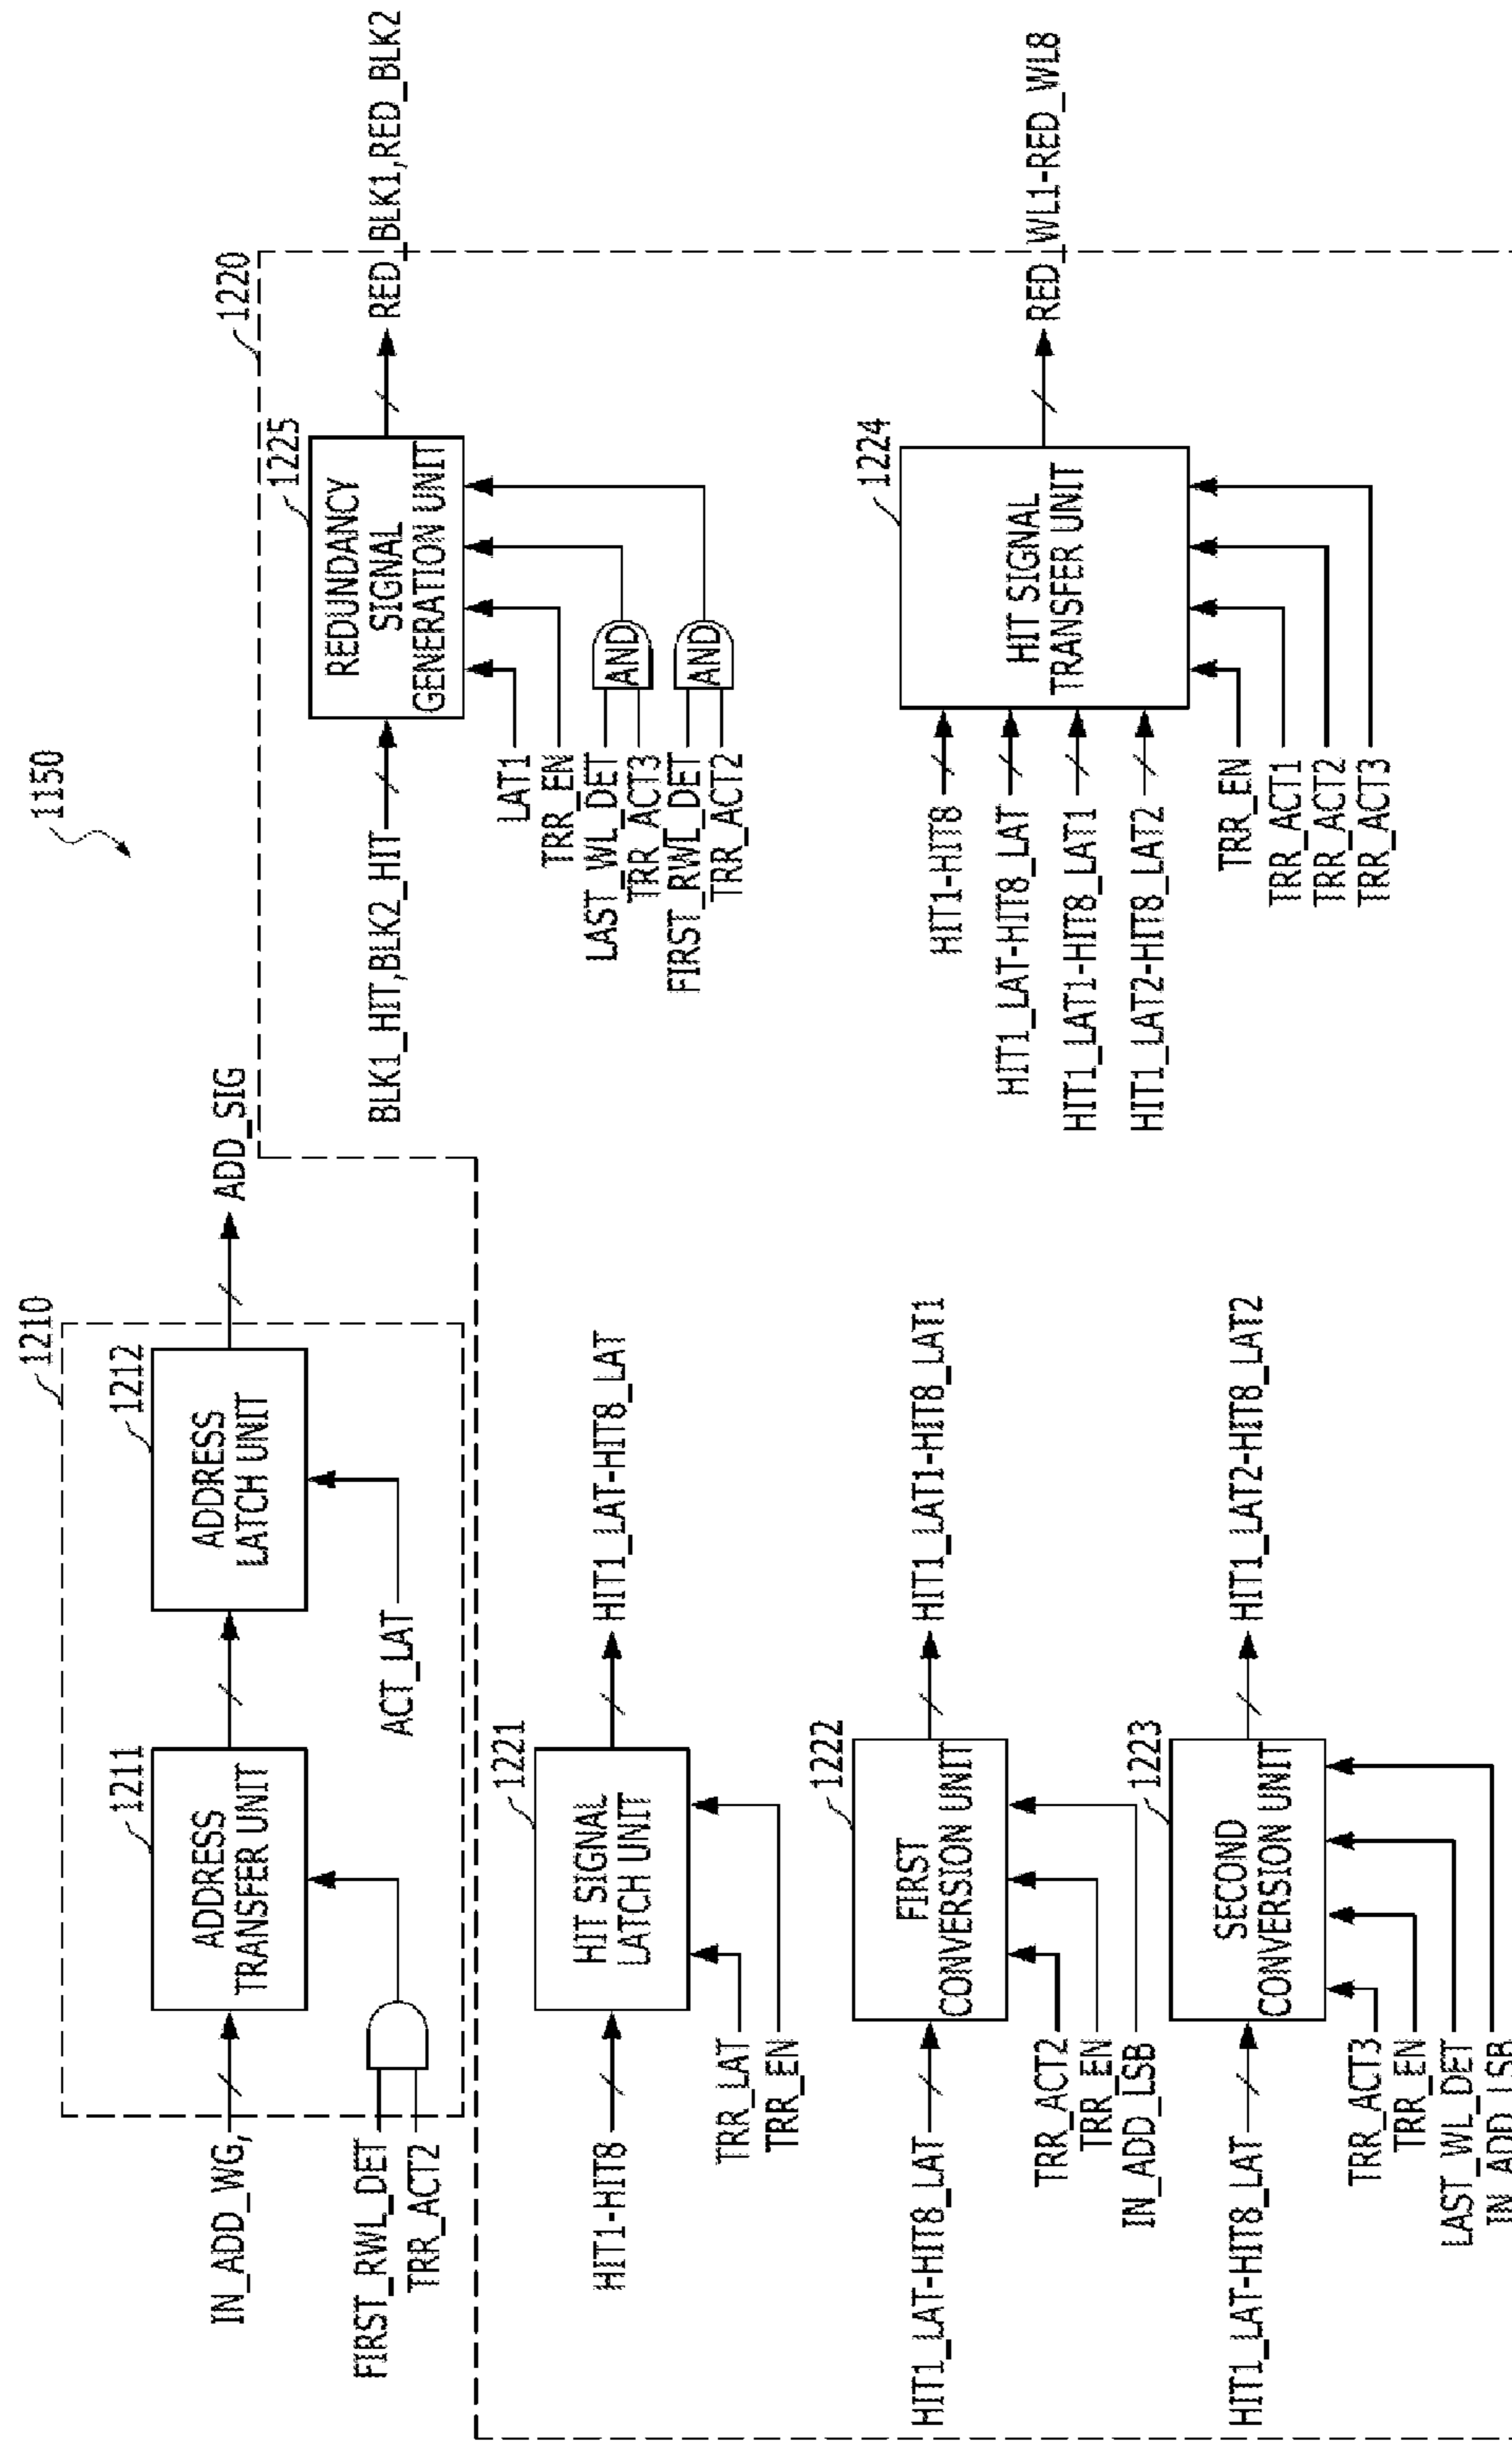 1150
1210
1211
1212
IN_ADD_WG,
ADDRESS
TRANSFER UNIT
ADDRESS
LATCH UNIT
ADD_SIG
FIRST_RWL_DET
TRR_ACT2
ACT_LAT
1220
1221
HIT1-HIT8
HIT SIGNAL
LATCH UNIT
HIT1_LAT-HIT8_LAT
TRR_LAT
TRR_EN
1222
HIT1_LAT-HIT8_LAT
FIRST
CONVERSION UNIT
HIT1_LAT1-HIT8_LAT1
TRR_ACT2
TRR_EN
IN_ADD_LSB
1223
HIT1_LAT-HIT8_LAT
SECOND
CONVERSION UNIT
HIT1_LAT2-HIT8_LAT2
TRR_ACT3
TRR_EN
LAST_WL_DET
IN_ADD_LSB
1225
BLK1_HIT,BLK2_HIT
REDUNDANCY
SIGNAL
GENERATION UNIT
RED_BLK1,RED_BLK2
LAT1
TRR_EN
LAST_WL_DET
TRR_ACT3
AND
FIRST_RWL_DET
TRR_ACT2
AND
1224
HIT1-HIT8
HIT1_LAT-HIT8_LAT
HIT1_LAT1-HIT8_LAT1
HIT1_LAT2-HIT8_LAT2
HIT SIGNAL
TRANSFER UNIT
RED_WL1-RED_WL8
TRR_EN
TRR_ACT1
TRR_ACT2
TRR_ACT3